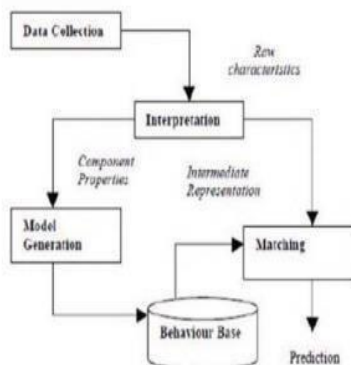 Data Collection
Raw
characteristics
Interpretation
Component
Properties
Intermediate
Representation
Model
Generation
Matching
Behaviour Base
Prediction